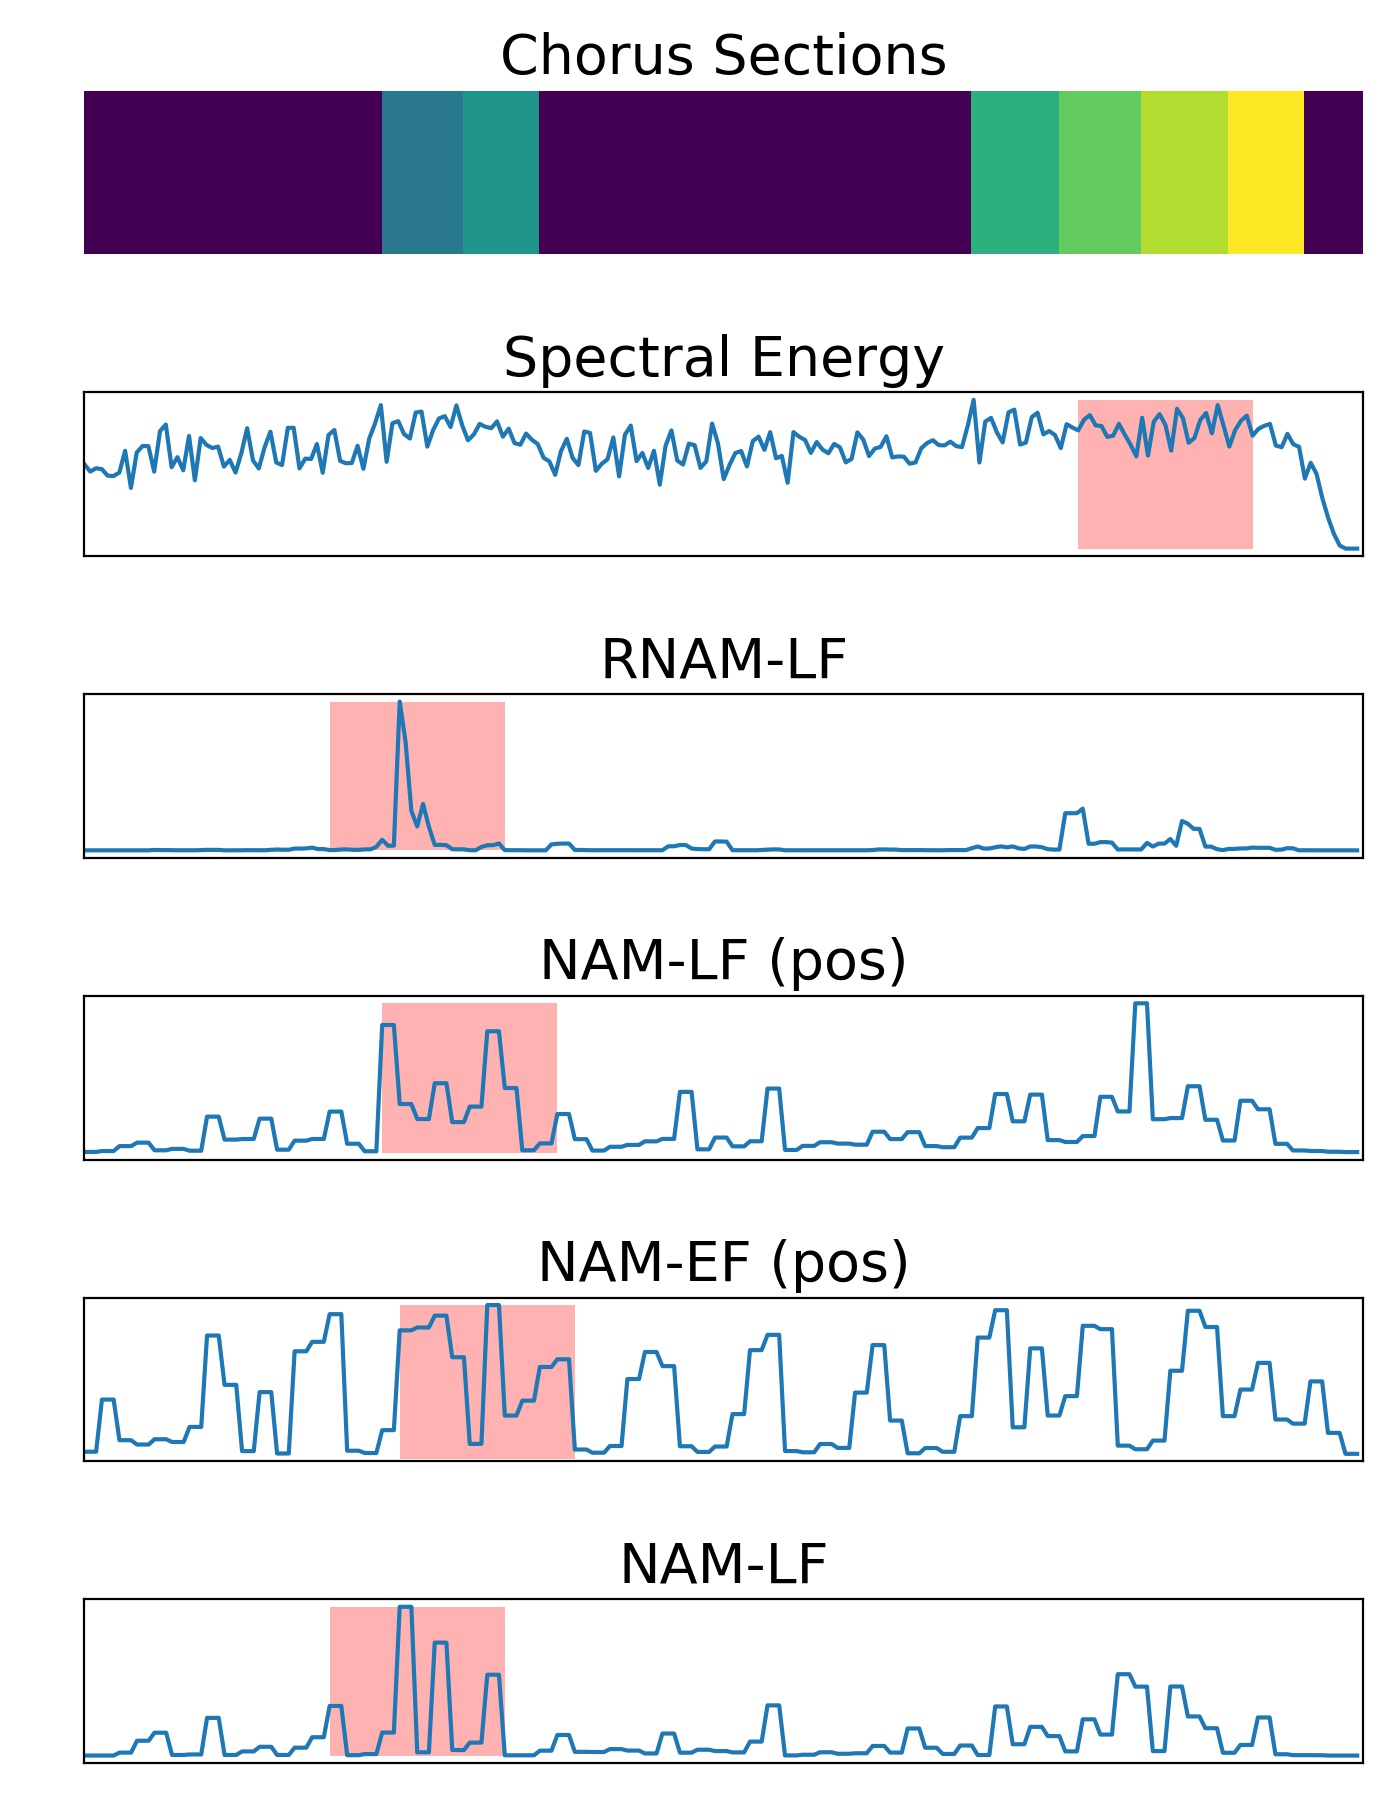 Chorus Sections
Spectral Energy
RNAM-LF
NAM-LF (pos)
NAM-EF (pos)
NAM-LF